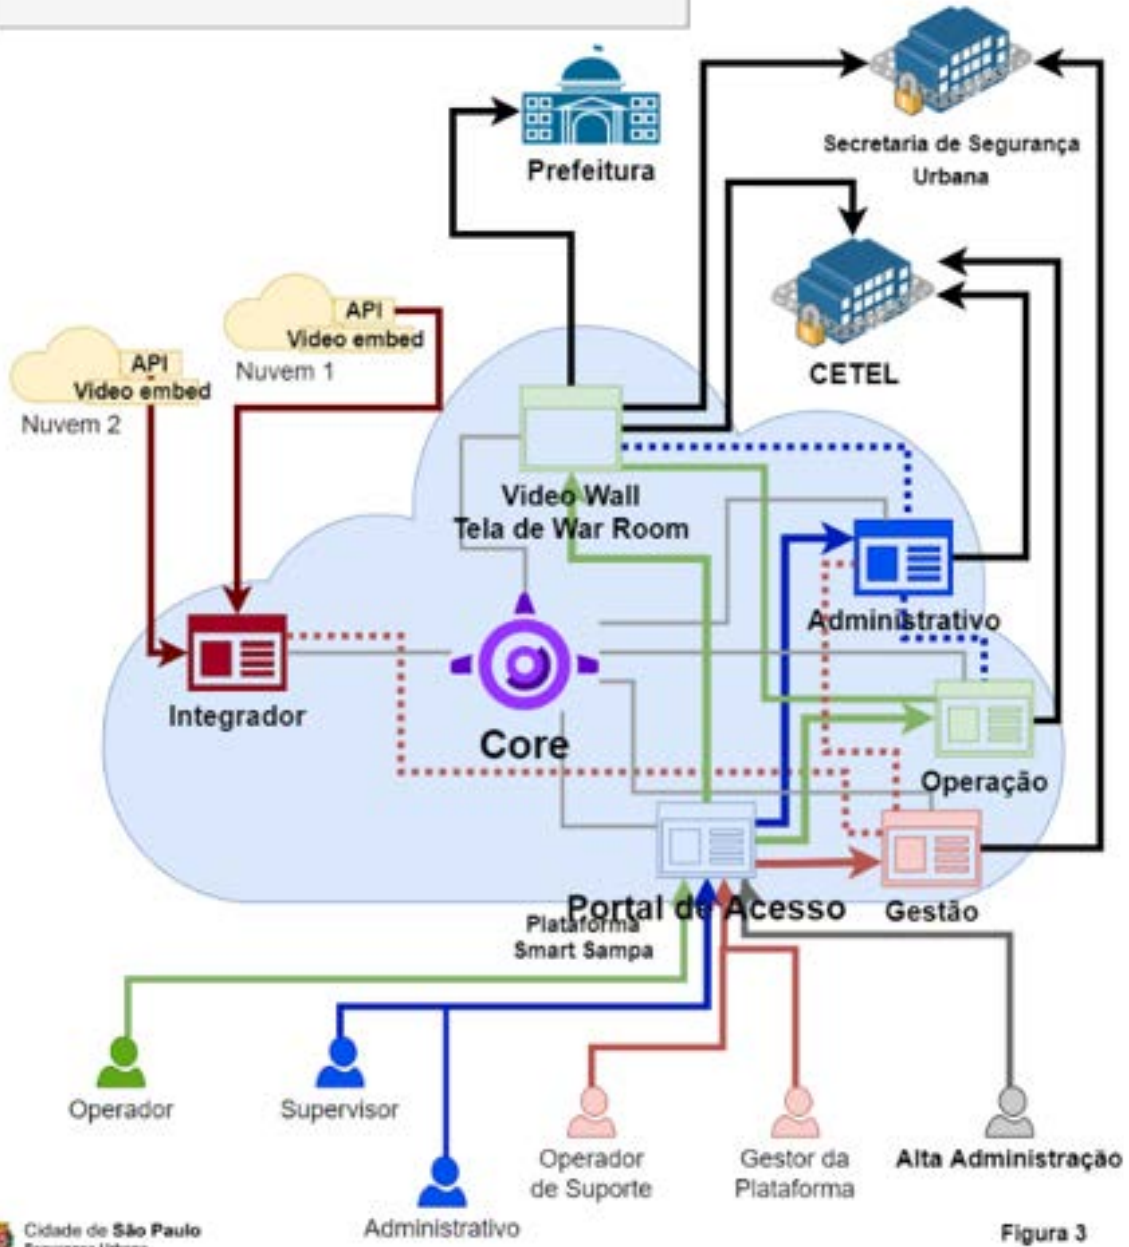 Prefeitura
Secretaria de Segurança
Urbana
API
Video embed
Nuvem 1
API
Video embed
Nuvem 2
CETEL
Video Wall
Tela de War Room
Administrativo
Integrador
Core
Operação
Portal de Acesso
Gestão
Plataforma
Smart Sampa
Operador
Supervisor
Operador
de Suporte
Gestor da
Plataforma
Alta Administração
Administrativo
Cidade de São Paulo
Segurança Urbana
Figura 3